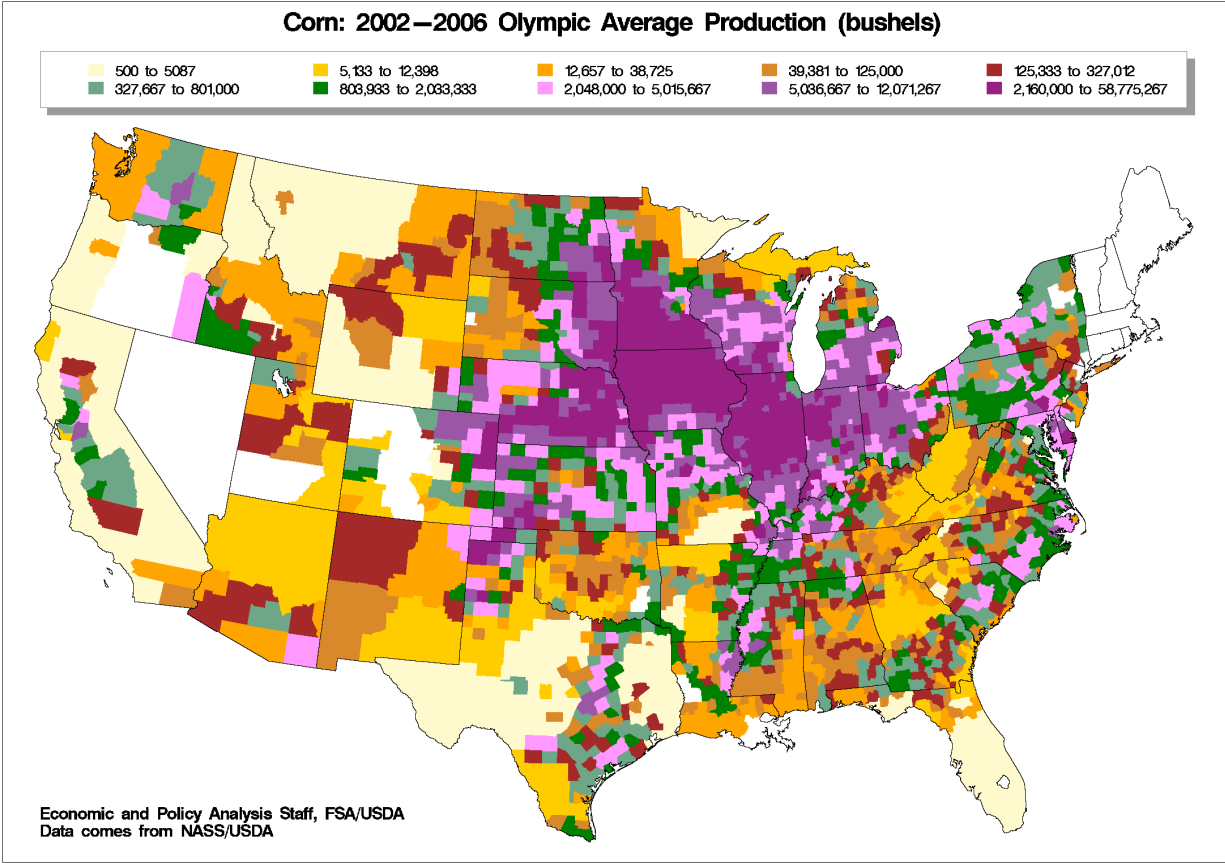 Corn: 2002—2006 Olympic Average Production (bushels)
500 to 5087 5,133 to 12,398 12,657 to 38,725 39,381 to 125,000 125,333 to 327,012
327,667 to 801,000 803,933 to 2,033,333 2,048,000 to 5,015,667 5,036,667 to 12,071,267 2,160,000 to 58,775,267
Economic and Policy Analysis Staff, FSA/USDA
Data comes from NASS/USDA